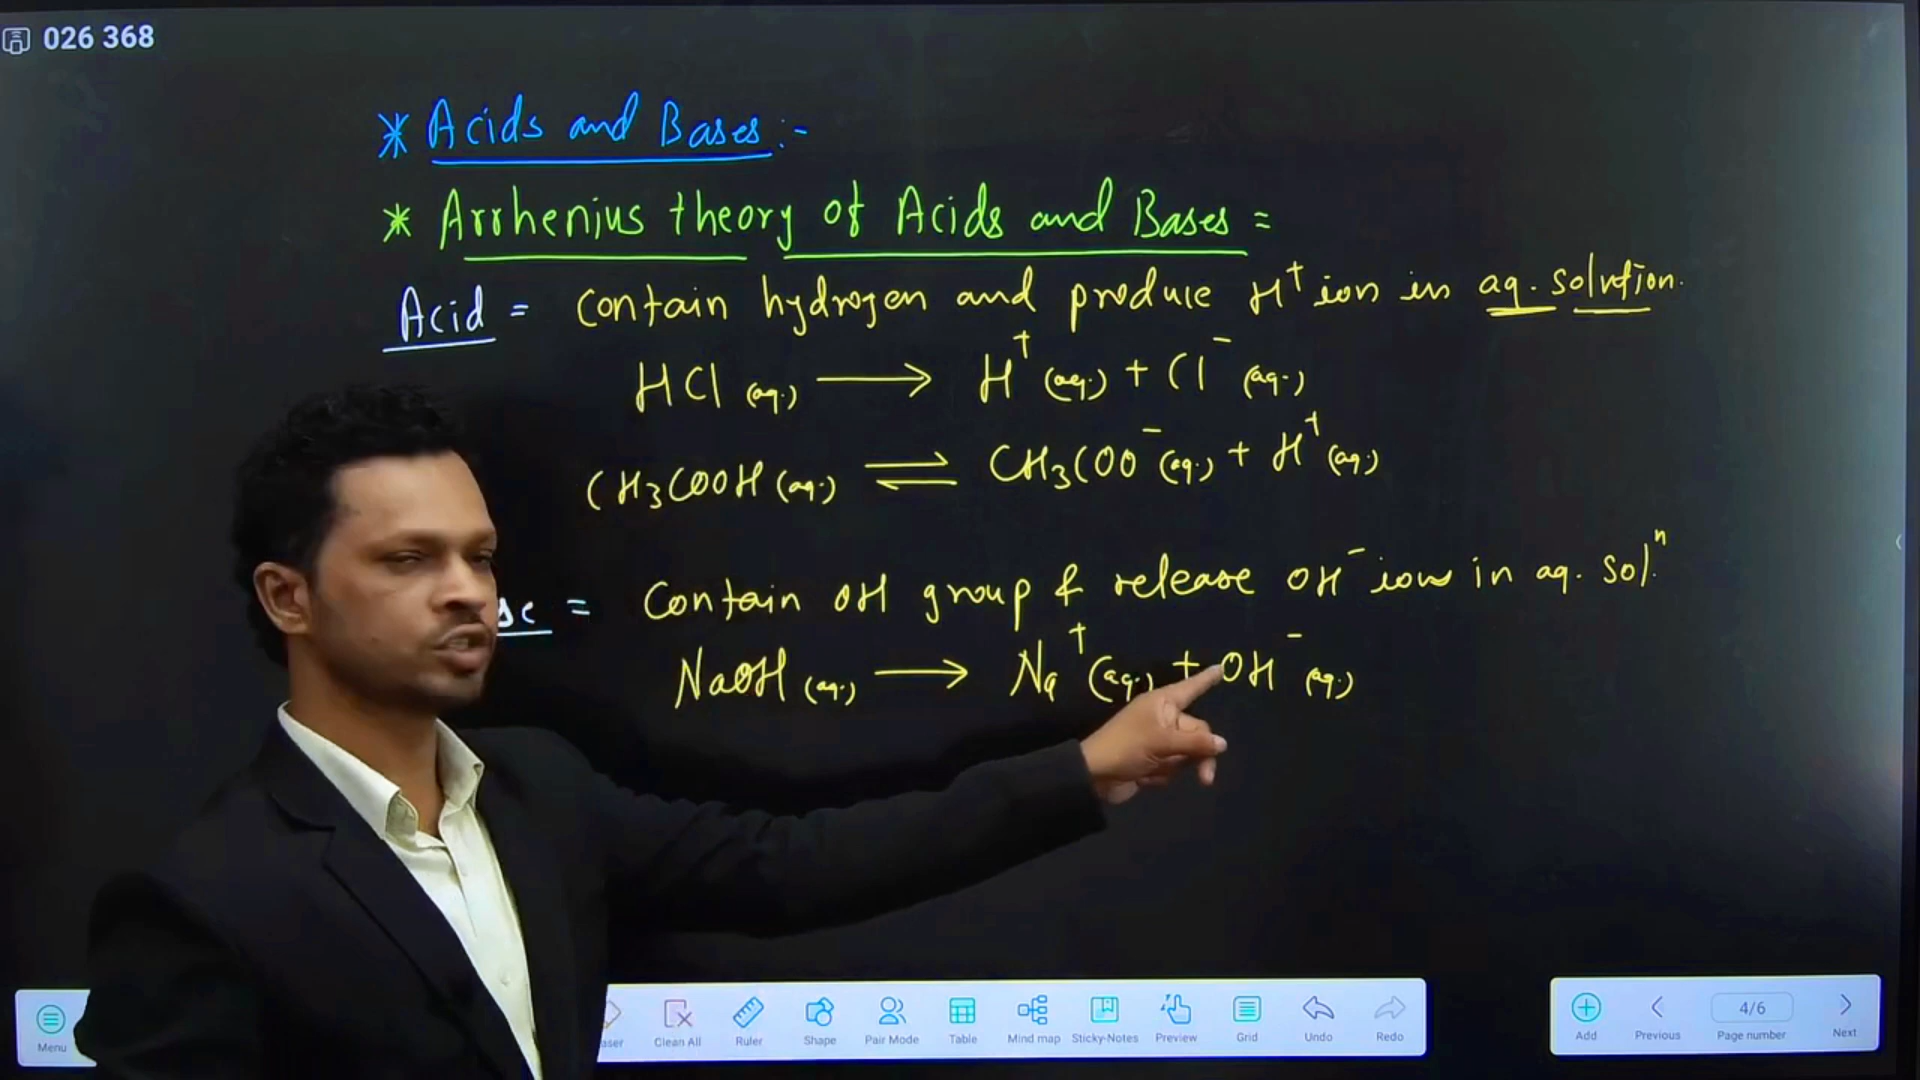 026 368
* Acids and Bases :-
* Arrhenius theory of Acids and Bases =
Acid = Contain hydrogen and produce H⁺ ion in aq. solution.
HCl (aq.) ⟶ H⁺ (aq.) + Cl⁻ (aq.)
CH₃COOH (aq.) ⇌ CH₃COO⁻ (aq.) + H⁺ (aq.)
= Contain OH group & release OH⁻ ions in aq. solⁿ.
NaOH (aq.) ⟶ Na⁺ (aq.) + OH⁻ (aq.)
Menu Clean All Ruler Shape Pair Mode Table Mind map Sticky-Notes Preview Grid Undo Redo Add Previous 4/6 Page number Next